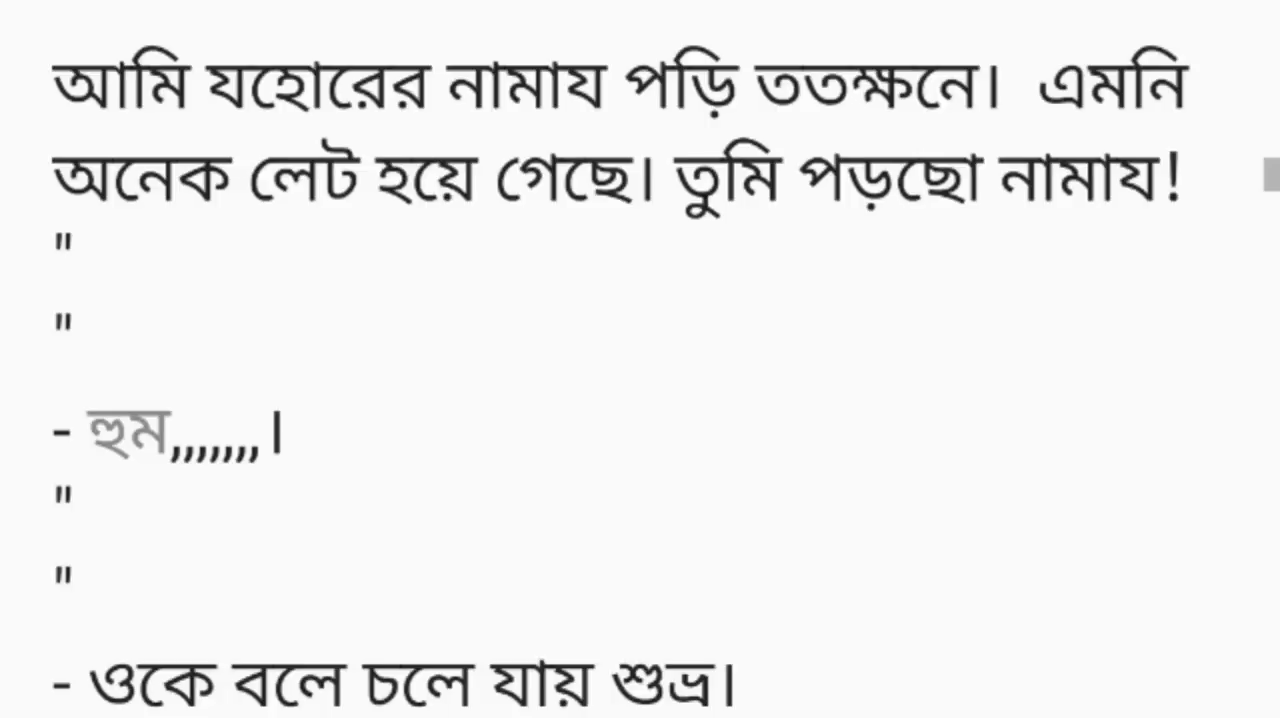 আমি যহোরের নামায পড়ি ততক্ষনে।  এমনি
অনেক লেট হয়ে গেছে। তুমি পড়ছো নামায!
"
"
- হুম,,,,,,,।
"
"
- ওকে বলে চলে যায় শুভ্র।